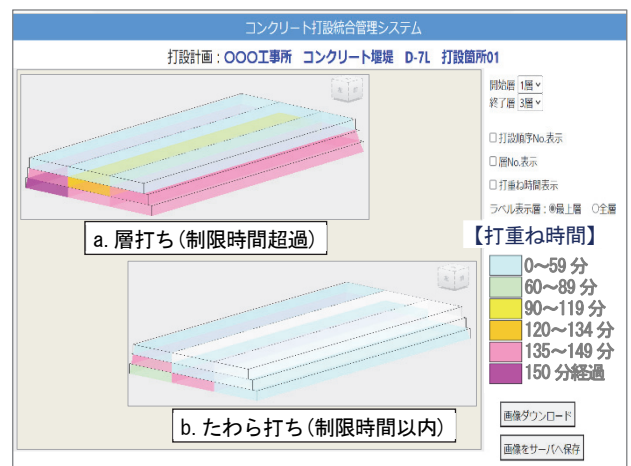 コンクリート打設統合管理システム
打設計画：〇〇〇工事所 コンクリート堰堤 D-7L 打設箇所01
開始層 1層
終了層 3層
□打設順序No.表示
□層No.表示
□打重ね時間表示
ラベル表示層：◉最上層 ○全層
a. 層打ち(制限時間超過)
【打重ね時間】
0～59 分
60～89 分
90～119 分
120～134 分
135～149 分
150 分経過
b. たわら打ち(制限時間以内)
画像ダウンロード
画像をサーバへ保存